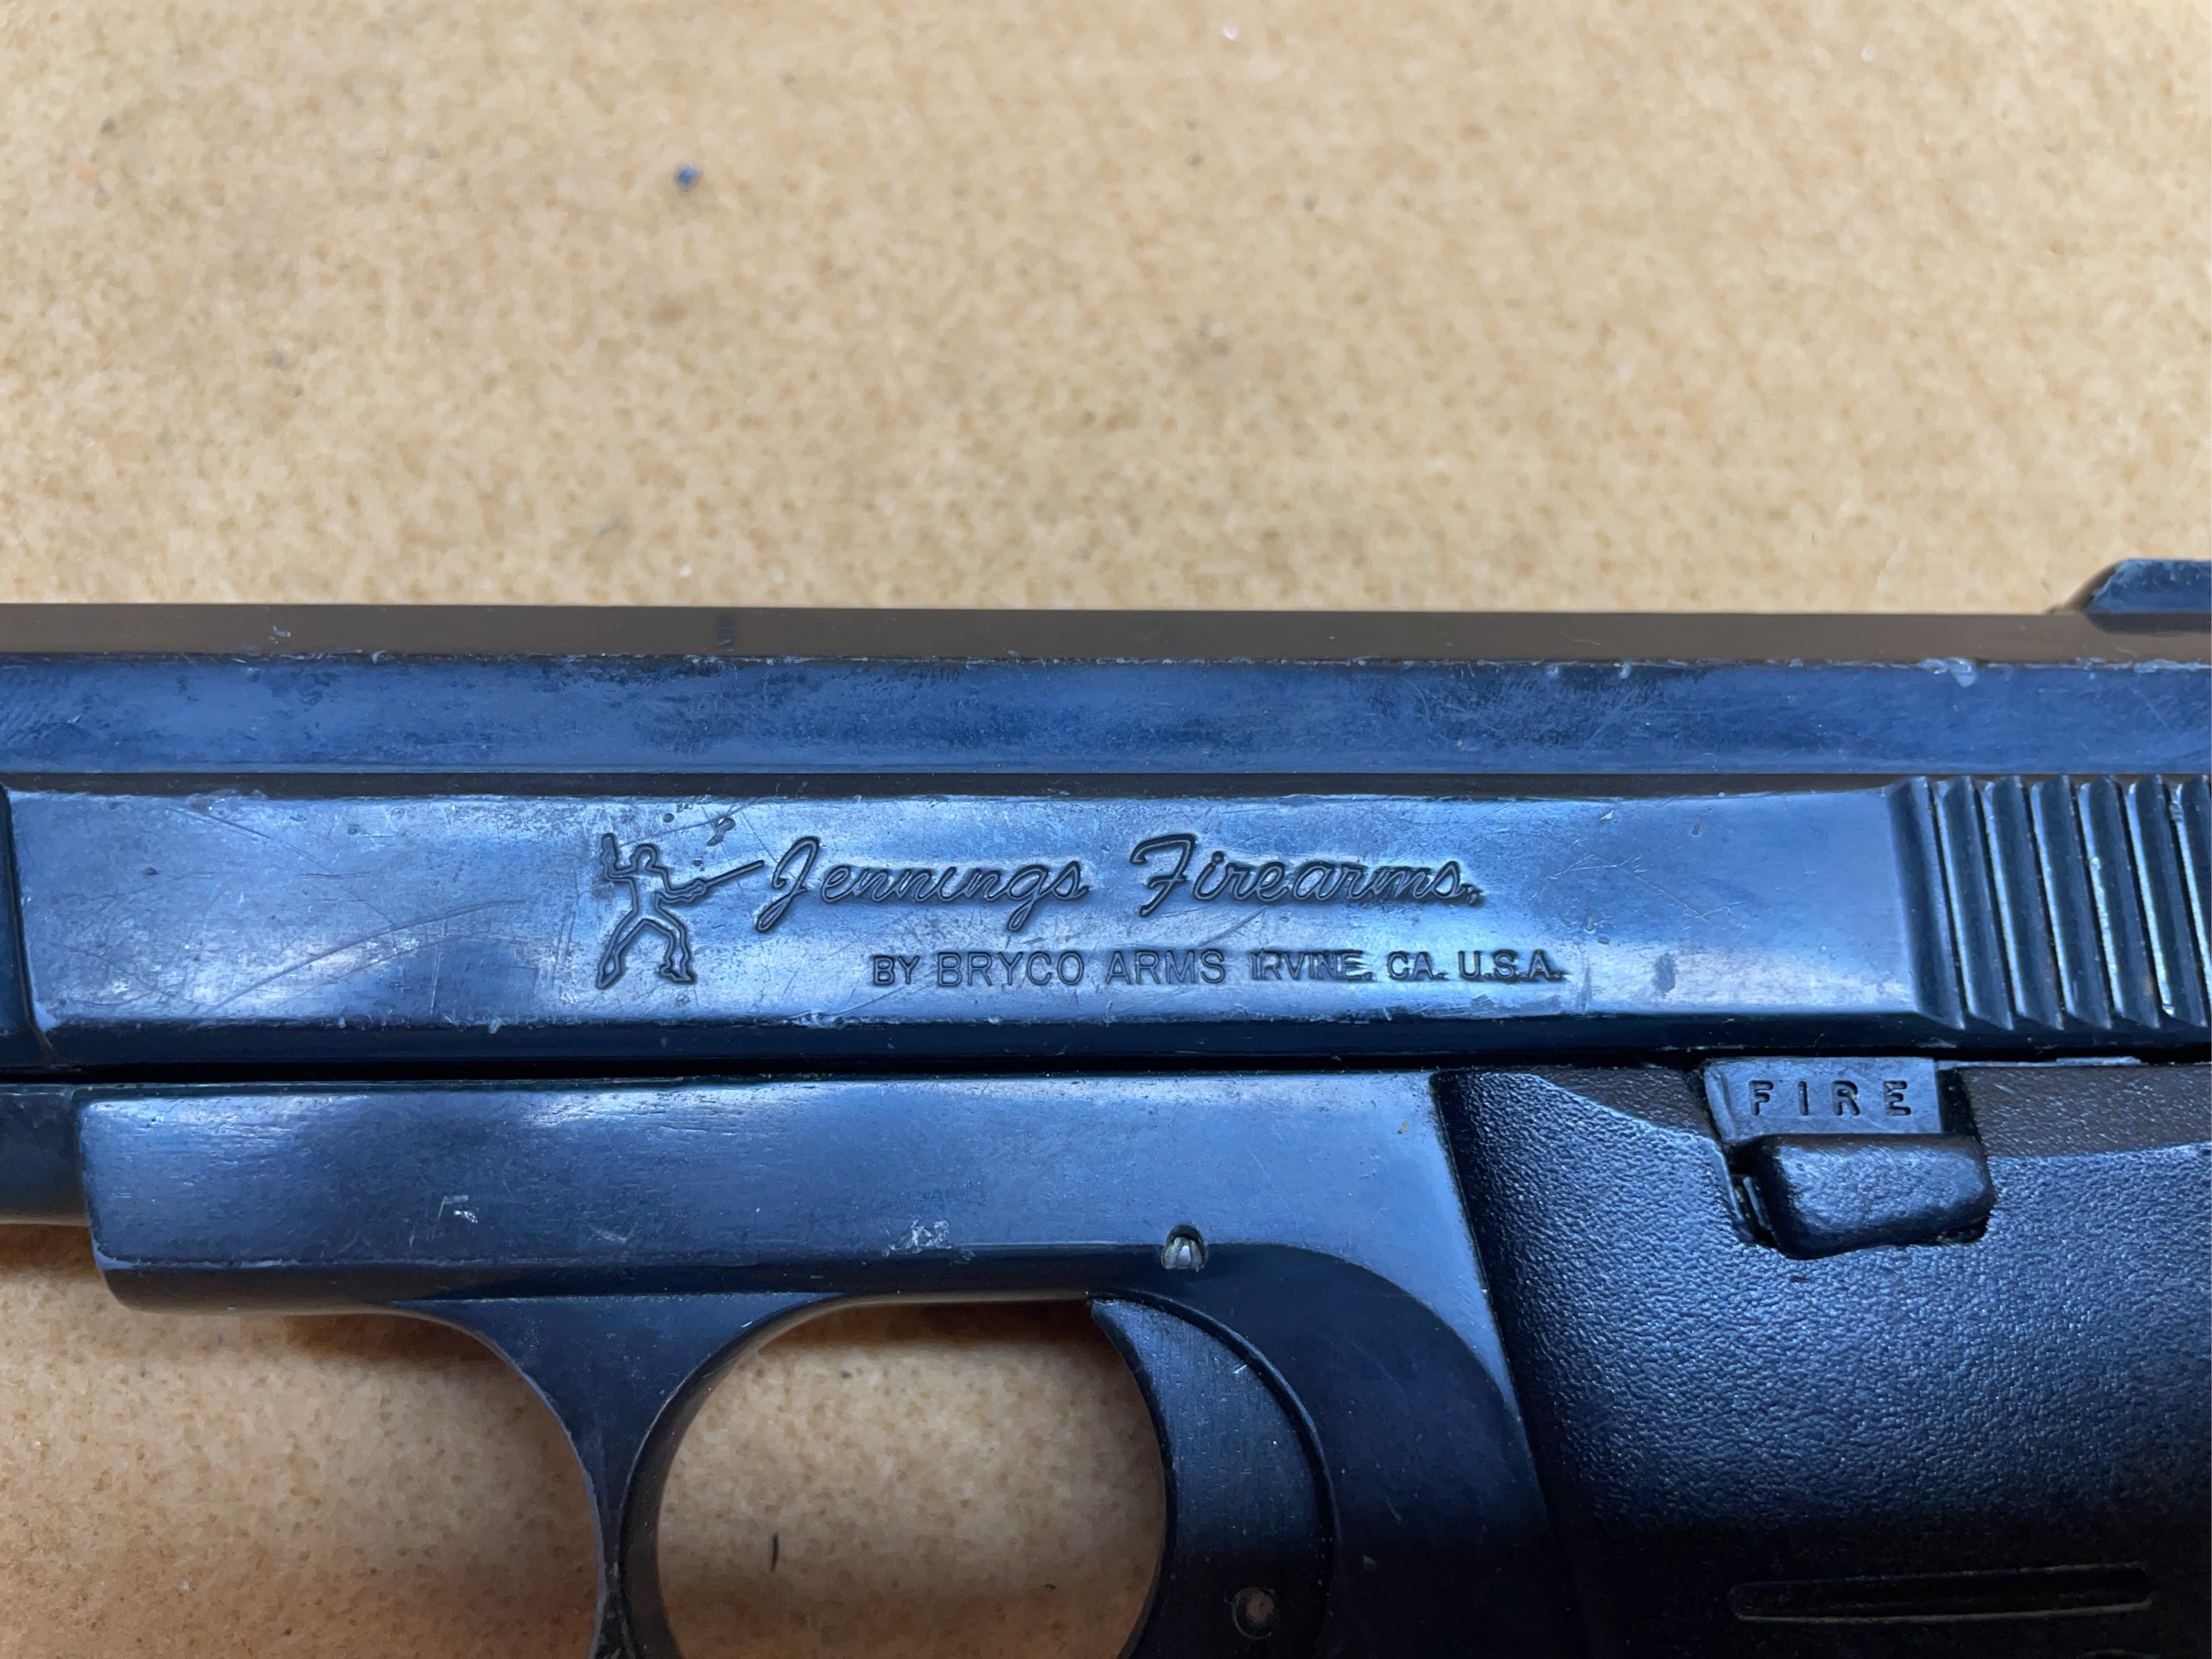 Jennings Firearms,
BY BRYCO ARMS IRVINE, CA. U.S.A.
FIRE